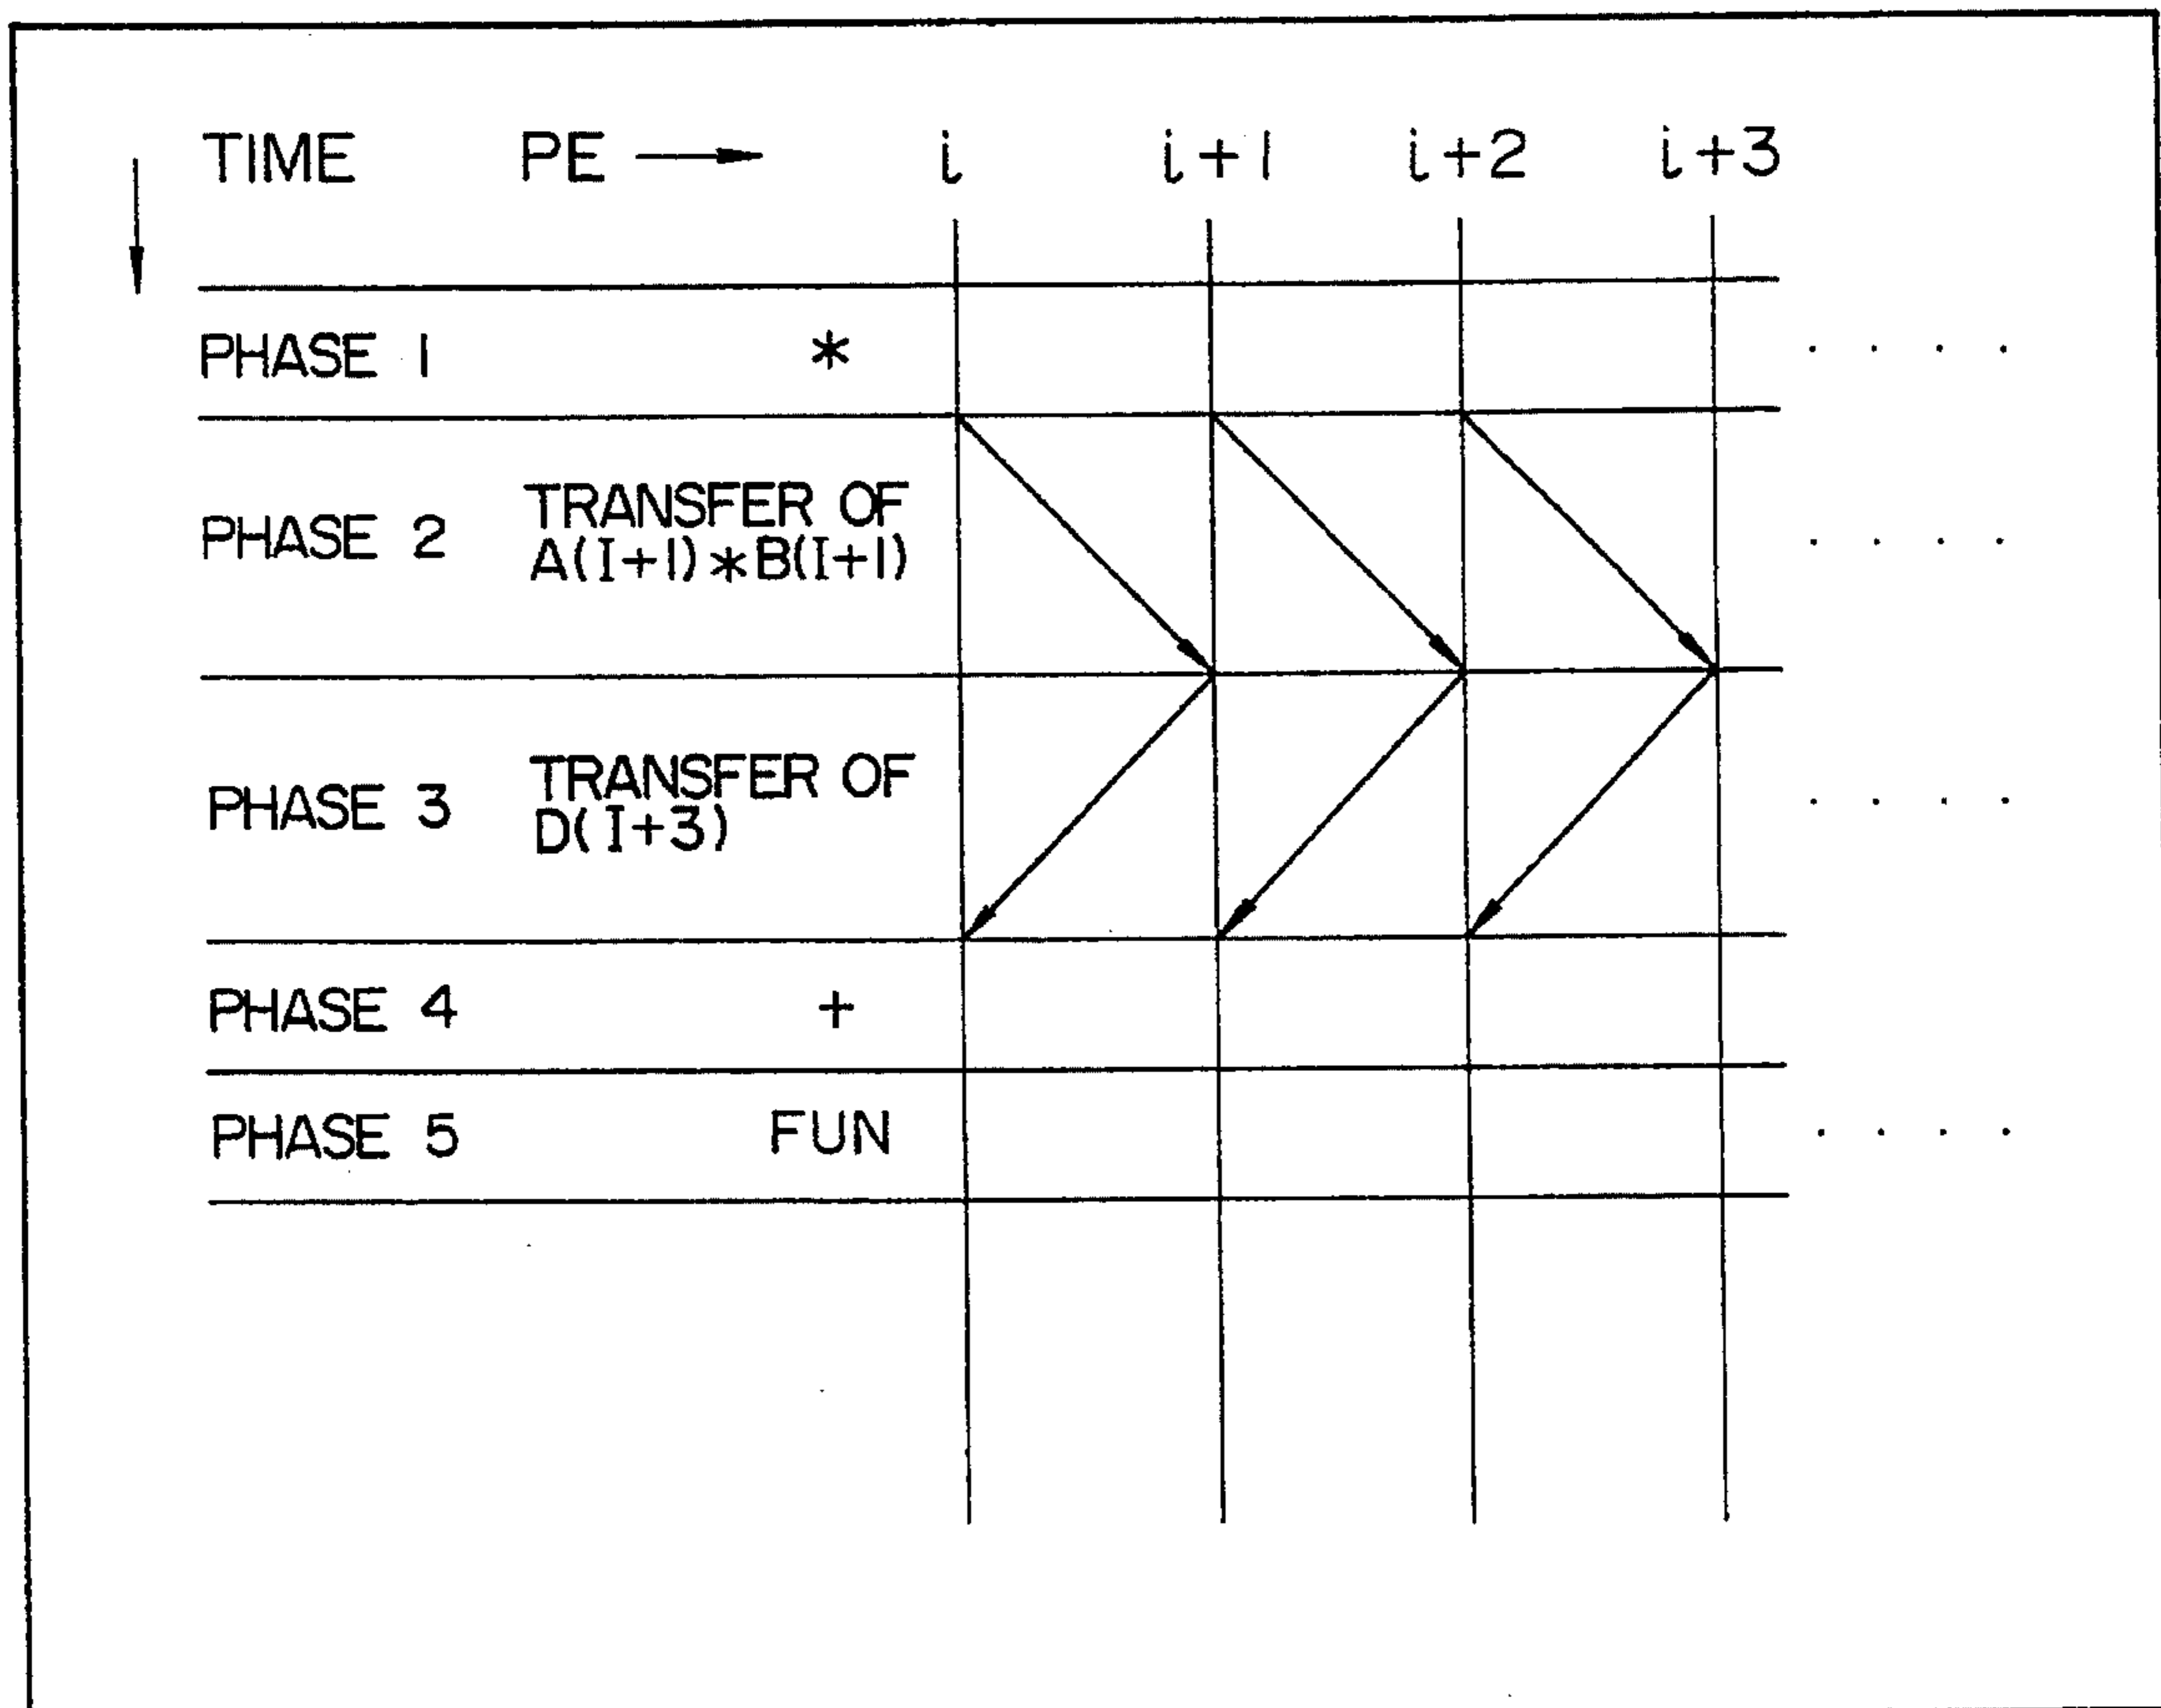 TIME PE i i+1 i+2 i+3
PHASE 1 * . . . .
PHASE 2 TRANSFER OF
A(I+1)*B(I+1) . . . .
PHASE 3 TRANSFER OF
D(I+3) . . . .
PHASE 4 +
PHASE 5 FUN . . . .